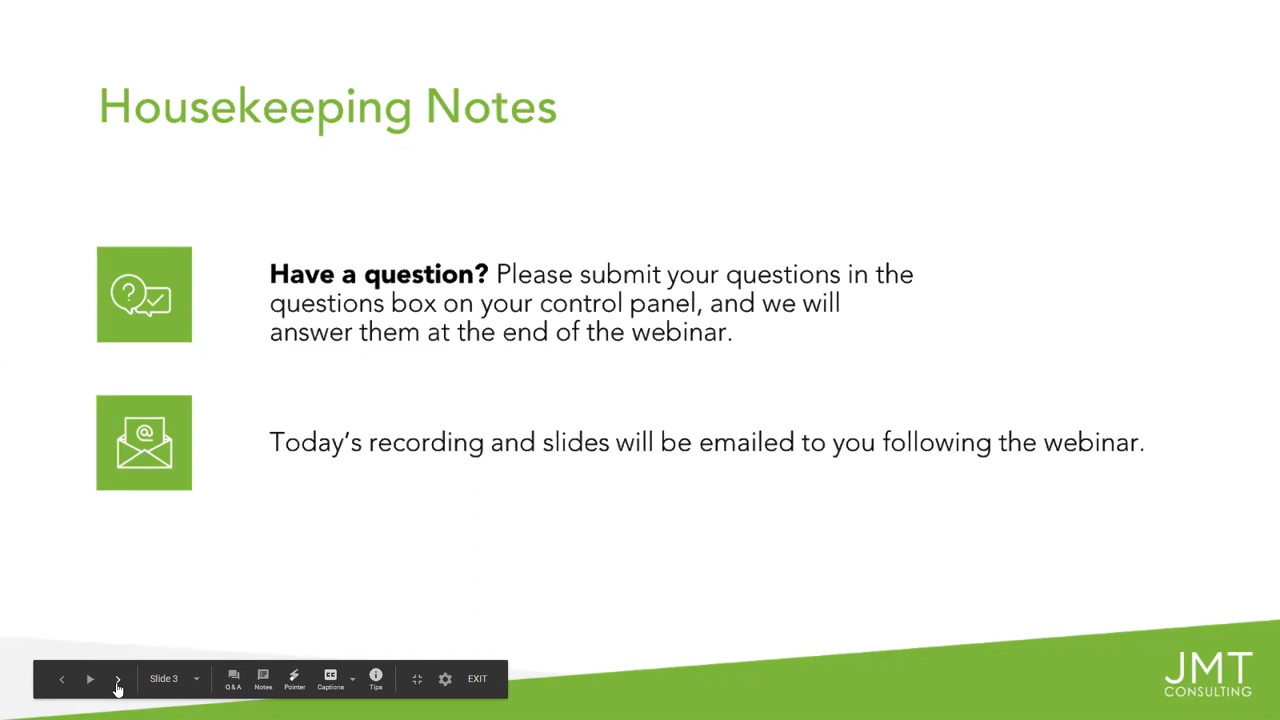 Housekeeping Notes
Have a question? Please submit your questions in the
questions box on your control panel, and we will
answer them at the end of the webinar.
Today’s recording and slides will be emailed to you following the webinar.
Slide 3
Q & A
Notes
Pointer
Captions
Tips
EXIT
JMT
CONSULTING